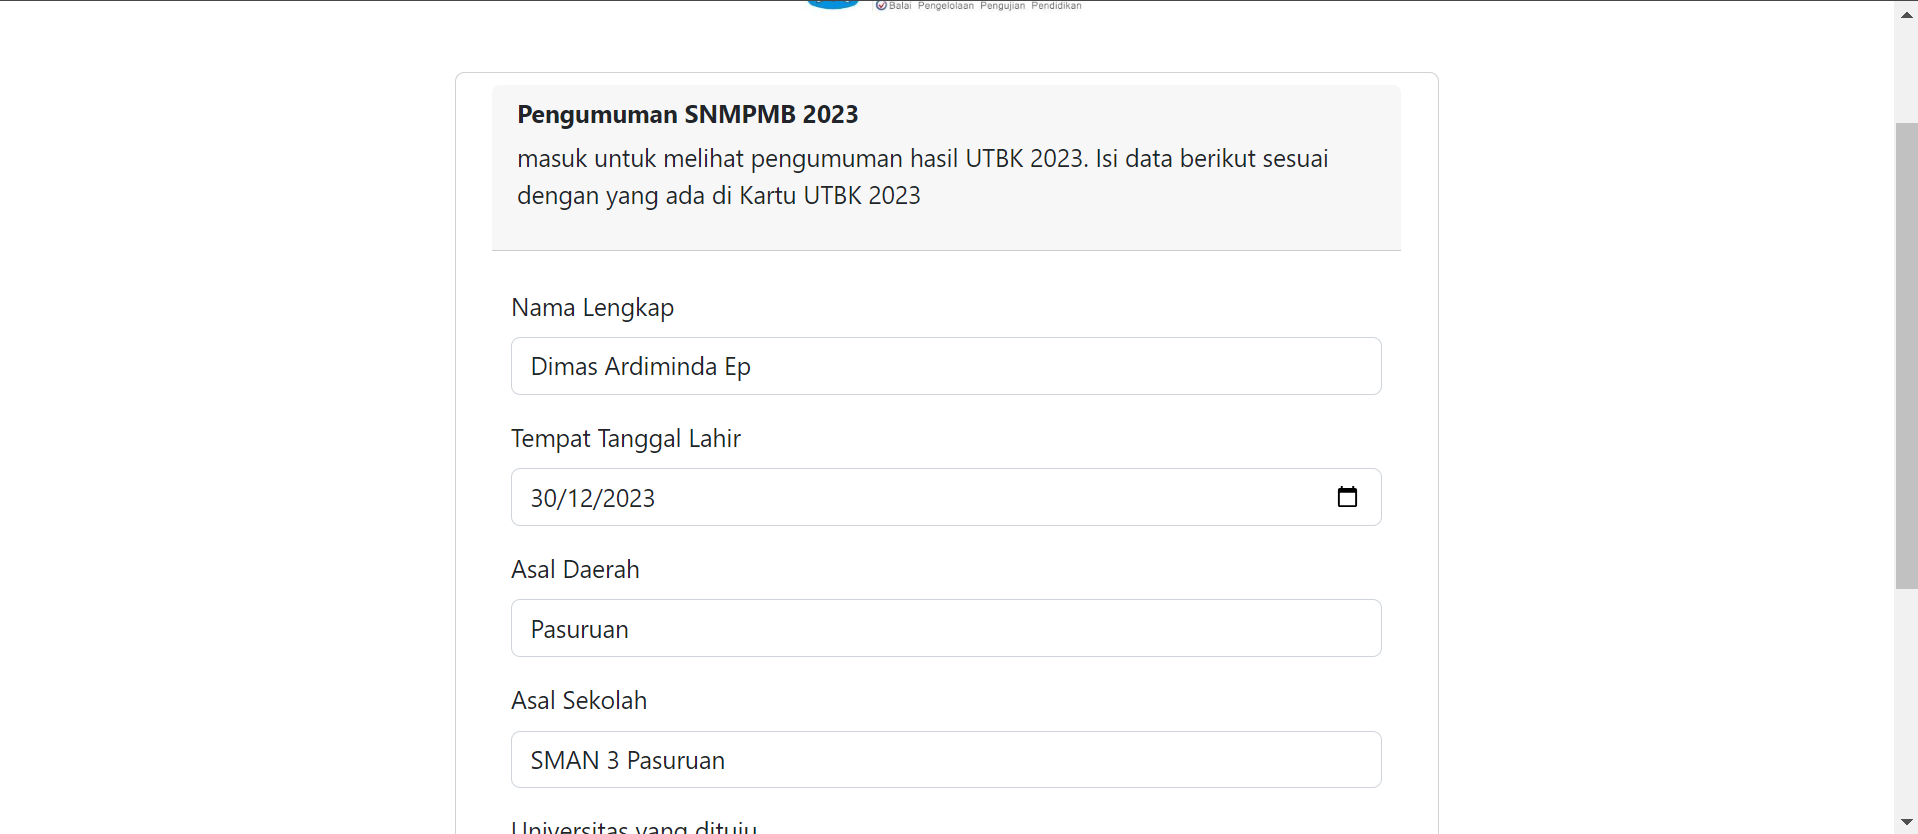 Balai Pengelolaan Pengujian Pendidikan
Pengumuman SNMPMB 2023
masuk untuk melihat pengumuman hasil UTBK 2023. Isi data berikut sesuai
dengan yang ada di Kartu UTBK 2023
Nama Lengkap
Dimas Ardiminda Ep
Tempat Tanggal Lahir
30/12/2023
Asal Daerah
Pasuruan
Asal Sekolah
SMAN 3 Pasuruan
Universitas yang dituju